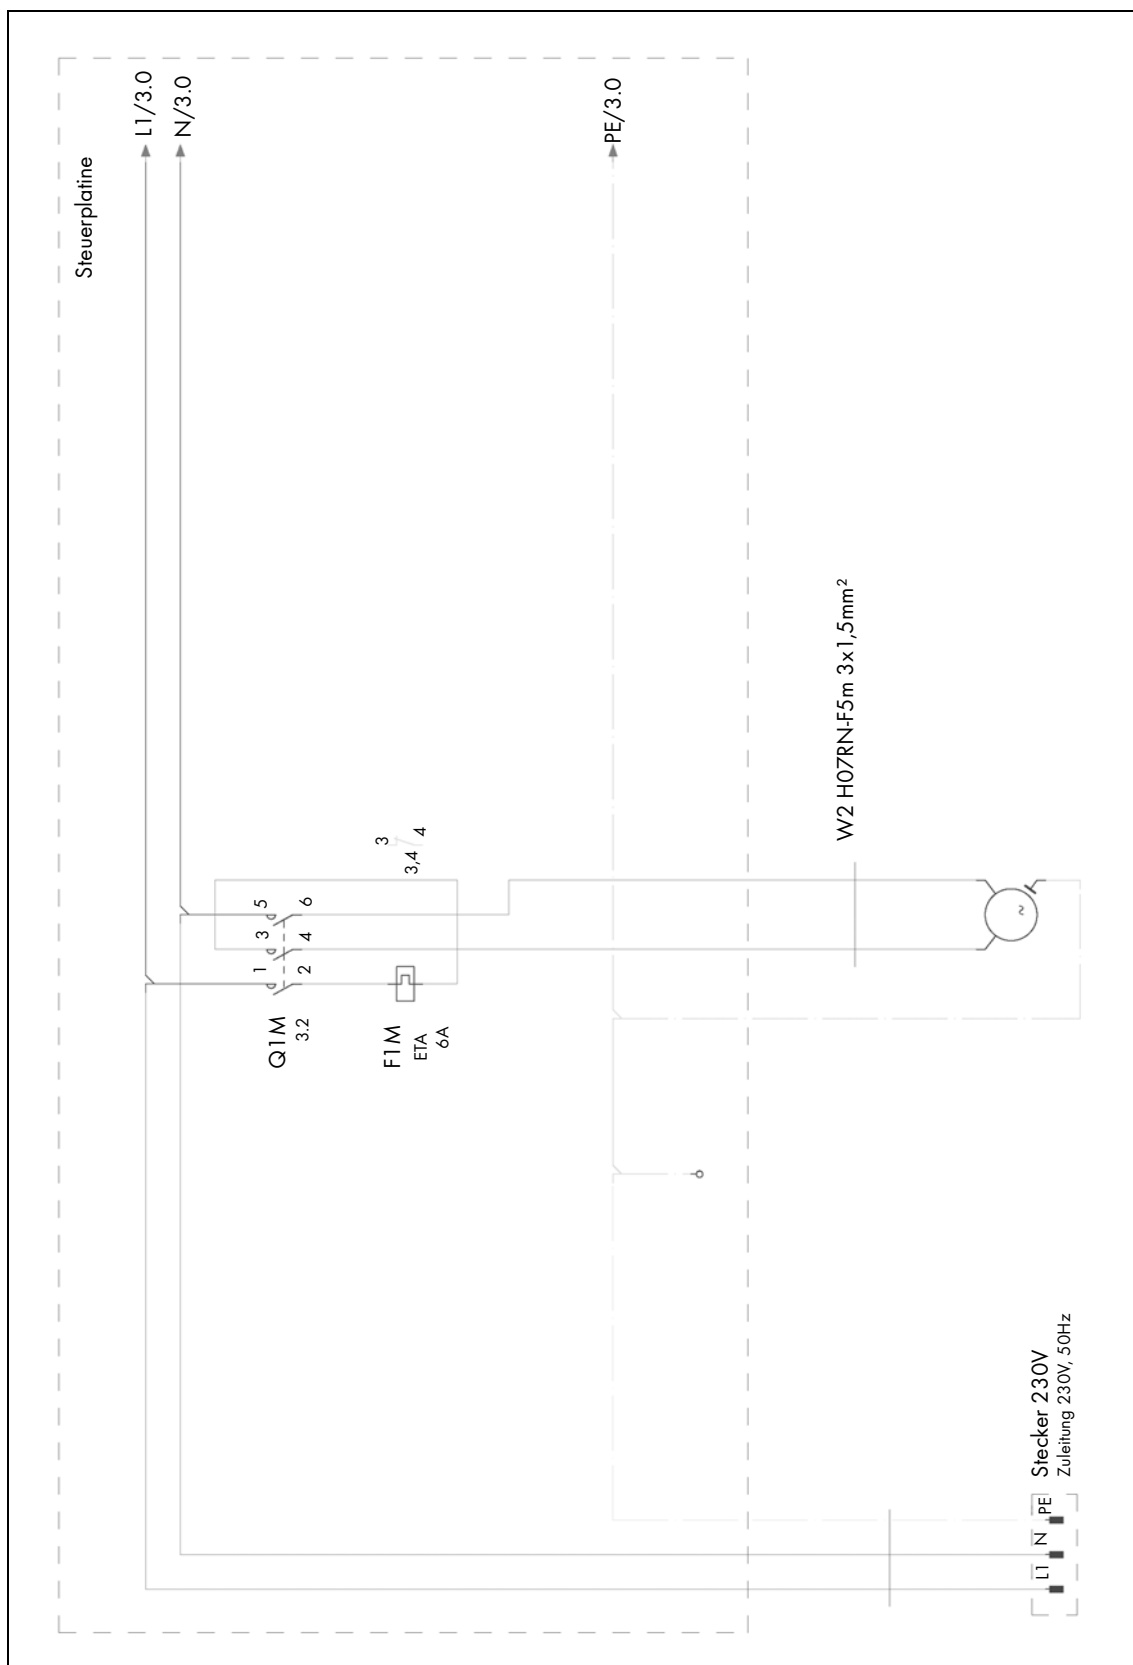 Steuerplatine
L1/3.0
N/3.0
PE/3.0
Q1M
3.2
1
2
3
4
5
6
F1M
ETA
6A
3
3,4
4
W2 H07RN-F5m 3x1,5mm²
~
Stecker 230V
Zuleitung 230V, 50Hz
L1 N PE